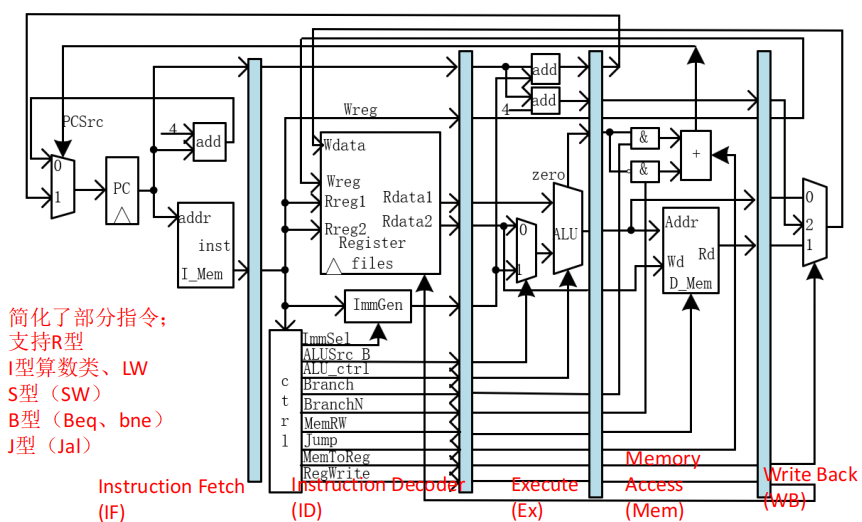 PCSrc
4
add
0
1
PC
addr
inst
I_Mem
Wreg
Wdata
Wreg
Rreg1
Rreg2
Rdata1
Rdata2
Register
files
ImmGen
add
4
add
zero
0
1
ALU
&
&
+
Addr
Rd
Wd
D_Mem
0
2
1
ctrl
ImmSel
ALUSrc_B
ALU_ctrl
Branch
BranchN
MemRW
Jump
MemToReg
RegWrite
简化了部分指令；
支持R型
I型算数类、LW
S型（SW）
B型（Beq、bne）
J型（Jal）
Instruction Fetch
(IF)
Instruction Decoder
(ID)
Execute
(Ex)
Memory
Access
(Mem)
Write Back
(WB)